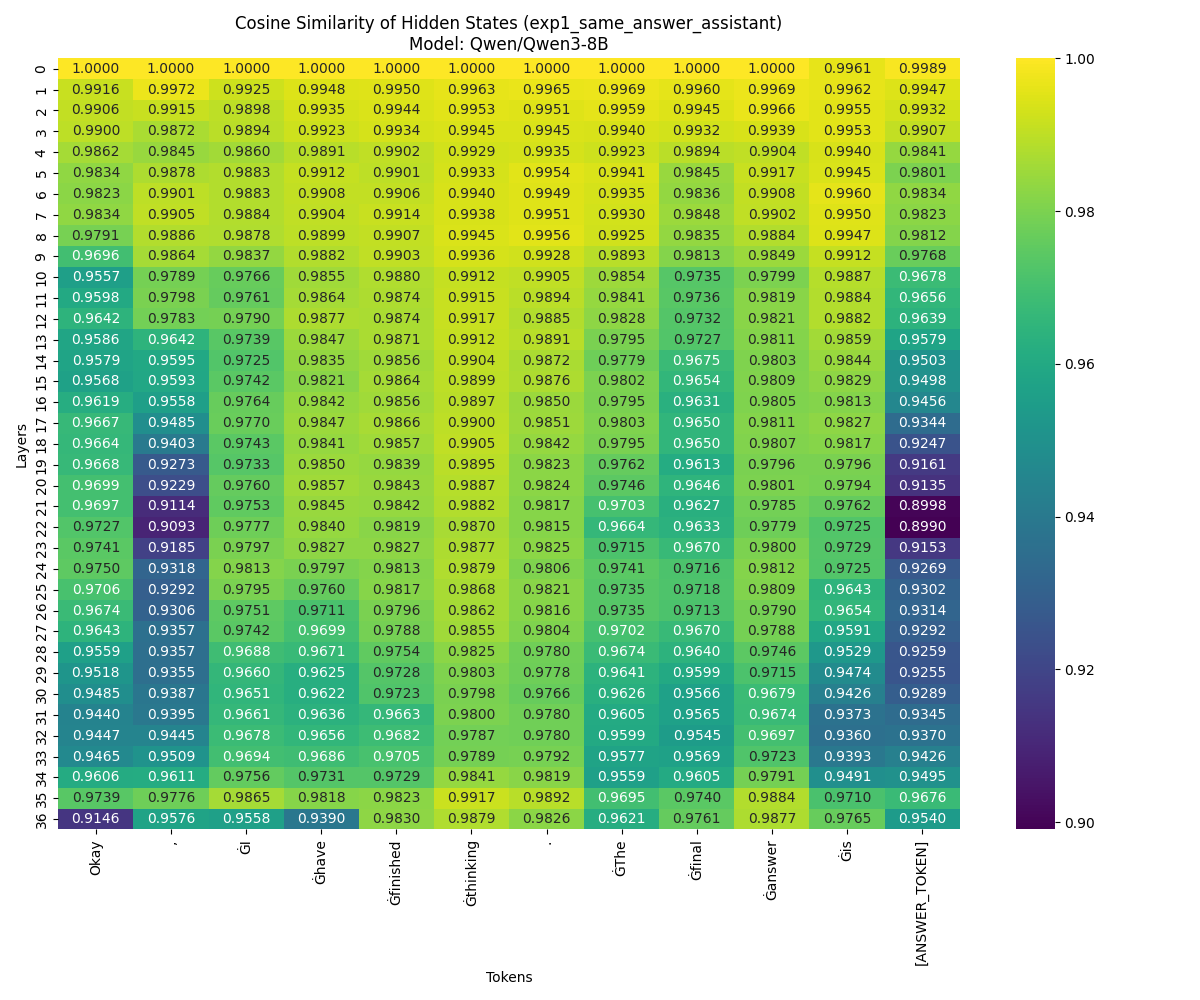 Cosine Similarity of Hidden States (exp1_same_answer_assistant)
Model: Qwen/Qwen3-8B
0 1.0000 1.0000 1.0000 1.0000 1.0000 1.0000 1.0000 1.0000 1.0000 1.0000 0.9961 0.9989
1 0.9916 0.9972 0.9925 0.9948 0.9950 0.9963 0.9965 0.9969 0.9960 0.9969 0.9962 0.9947
2 0.9906 0.9915 0.9898 0.9935 0.9944 0.9953 0.9951 0.9959 0.9945 0.9966 0.9955 0.9932
3 0.9900 0.9872 0.9894 0.9923 0.9934 0.9945 0.9945 0.9940 0.9932 0.9939 0.9953 0.9907
4 0.9862 0.9845 0.9860 0.9891 0.9902 0.9929 0.9935 0.9923 0.9894 0.9904 0.9940 0.9841
5 0.9834 0.9878 0.9883 0.9912 0.9901 0.9933 0.9954 0.9941 0.9845 0.9917 0.9945 0.9801
6 0.9823 0.9901 0.9883 0.9908 0.9906 0.9940 0.9949 0.9935 0.9836 0.9908 0.9960 0.9834
7 0.9834 0.9905 0.9884 0.9904 0.9914 0.9938 0.9951 0.9930 0.9848 0.9902 0.9950 0.9823
8 0.9791 0.9886 0.9878 0.9899 0.9907 0.9945 0.9956 0.9925 0.9835 0.9884 0.9947 0.9812
9 0.9696 0.9864 0.9837 0.9882 0.9903 0.9936 0.9928 0.9893 0.9813 0.9849 0.9912 0.9768
10 0.9557 0.9789 0.9766 0.9855 0.9880 0.9912 0.9905 0.9854 0.9735 0.9799 0.9887 0.9678
11 0.9598 0.9798 0.9761 0.9864 0.9874 0.9915 0.9894 0.9841 0.9736 0.9819 0.9884 0.9656
12 0.9642 0.9783 0.9790 0.9877 0.9874 0.9917 0.9885 0.9828 0.9732 0.9821 0.9882 0.9639
13 0.9586 0.9642 0.9739 0.9847 0.9871 0.9912 0.9891 0.9795 0.9727 0.9811 0.9859 0.9579
14 0.9579 0.9595 0.9725 0.9835 0.9856 0.9904 0.9872 0.9779 0.9675 0.9803 0.9844 0.9503
15 0.9568 0.9593 0.9742 0.9821 0.9864 0.9899 0.9876 0.9802 0.9654 0.9809 0.9829 0.9498
16 0.9619 0.9558 0.9764 0.9842 0.9856 0.9897 0.9850 0.9795 0.9631 0.9805 0.9813 0.9456
17 0.9667 0.9485 0.9770 0.9847 0.9866 0.9900 0.9851 0.9803 0.9650 0.9811 0.9827 0.9344
18 0.9664 0.9403 0.9743 0.9841 0.9857 0.9905 0.9842 0.9795 0.9650 0.9807 0.9817 0.9247
19 0.9668 0.9273 0.9733 0.9850 0.9839 0.9895 0.9823 0.9762 0.9613 0.9796 0.9796 0.9161
20 0.9699 0.9229 0.9760 0.9857 0.9843 0.9887 0.9824 0.9746 0.9646 0.9801 0.9794 0.9135
21 0.9697 0.9114 0.9753 0.9845 0.9842 0.9882 0.9817 0.9703 0.9627 0.9785 0.9762 0.8998
22 0.9727 0.9093 0.9777 0.9840 0.9819 0.9870 0.9815 0.9664 0.9633 0.9779 0.9725 0.8990
23 0.9741 0.9185 0.9797 0.9827 0.9827 0.9877 0.9825 0.9715 0.9670 0.9800 0.9729 0.9153
24 0.9750 0.9318 0.9813 0.9797 0.9813 0.9879 0.9806 0.9741 0.9716 0.9812 0.9725 0.9269
25 0.9706 0.9292 0.9795 0.9760 0.9817 0.9868 0.9821 0.9735 0.9718 0.9809 0.9643 0.9302
26 0.9674 0.9306 0.9751 0.9711 0.9796 0.9862 0.9816 0.9735 0.9713 0.9790 0.9654 0.9314
27 0.9643 0.9357 0.9742 0.9699 0.9788 0.9855 0.9804 0.9702 0.9670 0.9788 0.9591 0.9292
28 0.9559 0.9357 0.9688 0.9671 0.9754 0.9825 0.9780 0.9674 0.9640 0.9746 0.9529 0.9259
29 0.9518 0.9355 0.9660 0.9625 0.9728 0.9803 0.9778 0.9641 0.9599 0.9715 0.9474 0.9255
30 0.9485 0.9387 0.9651 0.9622 0.9723 0.9798 0.9766 0.9626 0.9566 0.9679 0.9426 0.9289
31 0.9440 0.9395 0.9661 0.9636 0.9663 0.9800 0.9780 0.9605 0.9565 0.9674 0.9373 0.9345
32 0.9447 0.9445 0.9678 0.9656 0.9682 0.9787 0.9780 0.9599 0.9545 0.9697 0.9360 0.9370
33 0.9465 0.9509 0.9694 0.9686 0.9705 0.9789 0.9792 0.9577 0.9569 0.9723 0.9393 0.9426
34 0.9606 0.9611 0.9756 0.9731 0.9729 0.9841 0.9819 0.9559 0.9605 0.9791 0.9491 0.9495
35 0.9739 0.9776 0.9865 0.9818 0.9823 0.9917 0.9892 0.9695 0.9740 0.9884 0.9710 0.9676
36 0.9146 0.9576 0.9558 0.9390 0.9830 0.9879 0.9826 0.9621 0.9761 0.9877 0.9765 0.9540
Layers
Okay , ĠI Ġhave Ġfinished Ġthinking . ĠThe Ġfinal Ġanswer Ġis [ANSWER_TOKEN]
Tokens
1.00
0.98
0.96
0.94
0.92
0.90